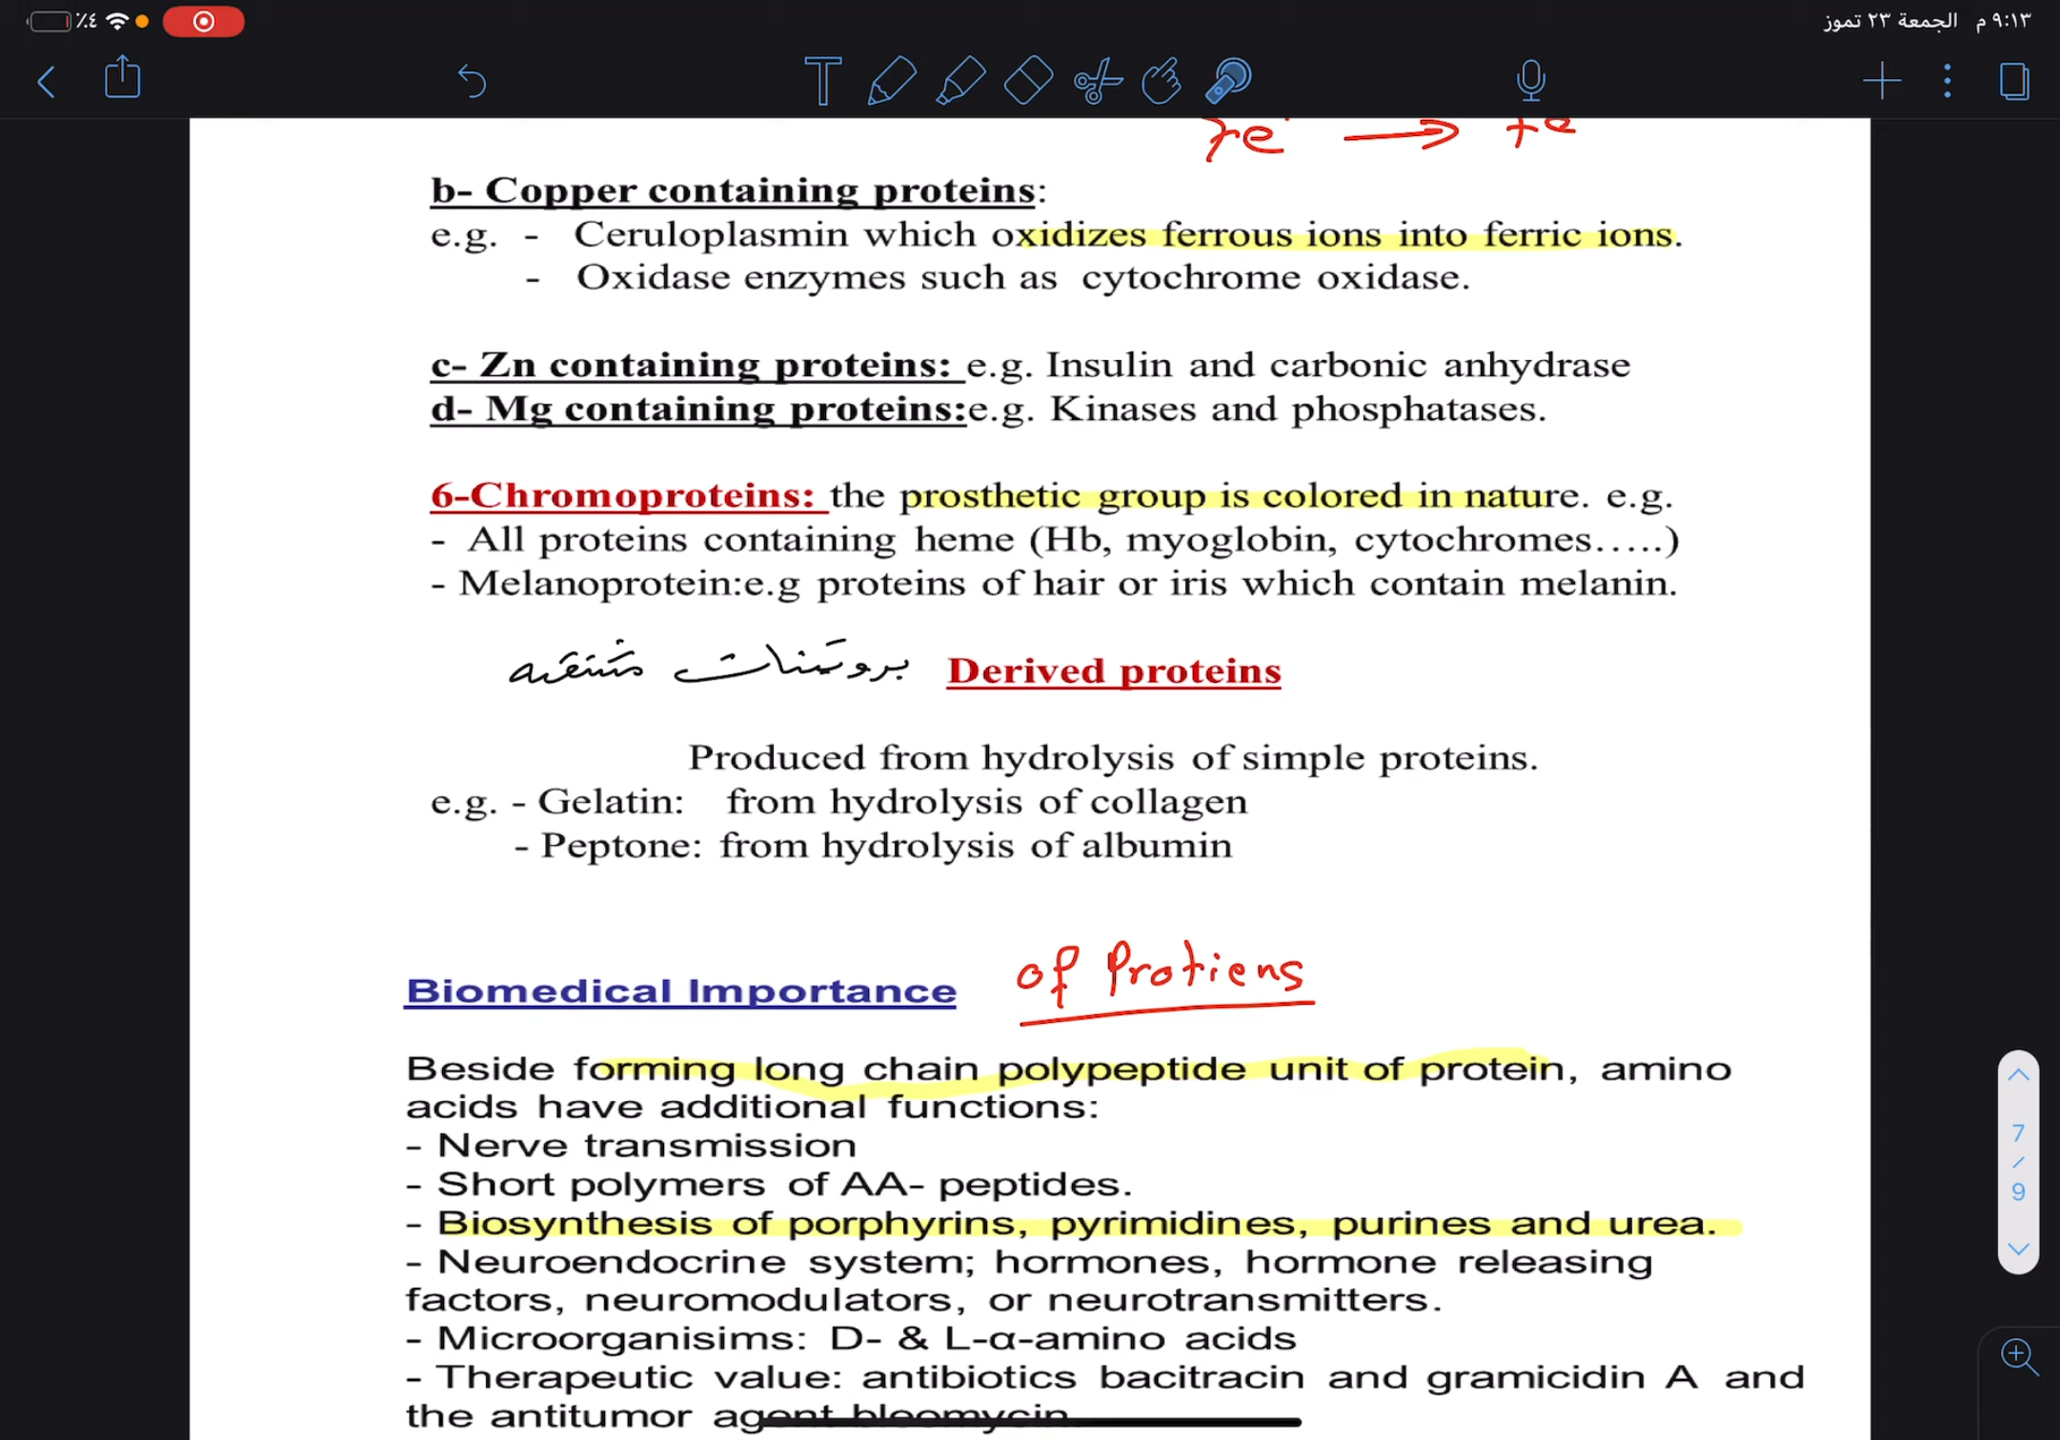 ٪٤
٩:١٣ م الجمعة ٢٣ تموز
T
b- Copper containing proteins:
e.g. - Ceruloplasmin which oxidizes ferrous ions into ferric ions.
- Oxidase enzymes such as cytochrome oxidase.
c- Zn containing proteins: e.g. Insulin and carbonic anhydrase
d- Mg containing proteins:e.g. Kinases and phosphatases.
6-Chromoproteins: the prosthetic group is colored in nature. e.g.
- All proteins containing heme (Hb, myoglobin, cytochromes.....)
- Melanoprotein:e.g proteins of hair or iris which contain melanin.
بروتينات مشتقه Derived proteins
Produced from hydrolysis of simple proteins.
e.g. - Gelatin: from hydrolysis of collagen
- Peptone: from hydrolysis of albumin
Biomedical Importance of Protiens
Beside forming long chain polypeptide unit of protein, amino
acids have additional functions:
- Nerve transmission
- Short polymers of AA- peptides.
- Biosynthesis of porphyrins, pyrimidines, purines and urea.
- Neuroendocrine system; hormones, hormone releasing
factors, neuromodulators, or neurotransmitters.
- Microorganisims: D- & L-α-amino acids
- Therapeutic value: antibiotics bacitracin and gramicidin A and
the antitumor agent bleomycin
7
/
9